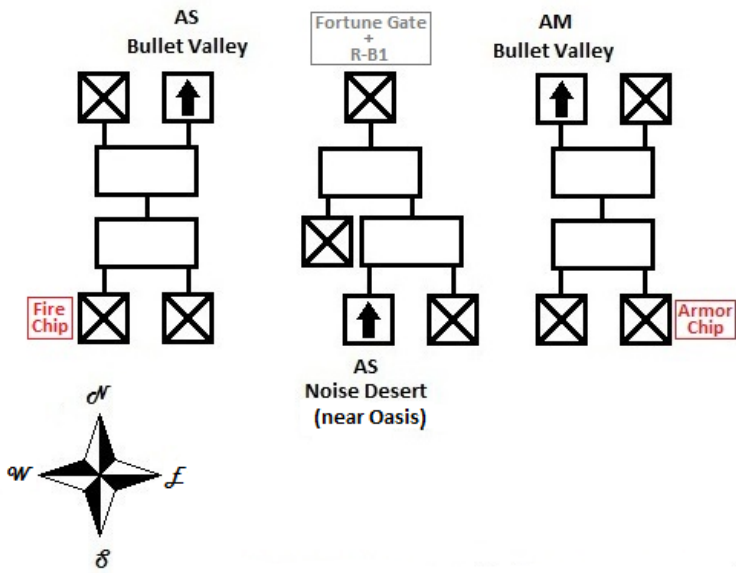 AS
Bullet Valley
Fortune Gate
+
R-B1
AM
Bullet Valley
Fire
Chip
Armor
Chip
AS
Noise Desert
(near Oasis)
N
W
E
S